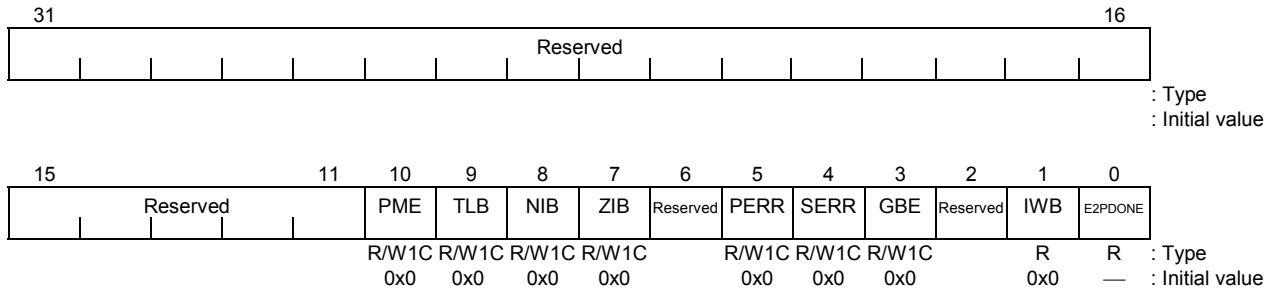 31 16
Reserved
: Type
: Initial value
15 11 10 9 8 7 6 5 4 3 2 1 0
Reserved PME TLB NIB ZIB Reserved PERR SERR GBE Reserved IWB E2PDONE
R/W1C R/W1C R/W1C R/W1C R/W1C R/W1C R/W1C R R : Type
0x0 0x0 0x0 0x0 0x0 0x0 0x0 0x0 — : Initial value